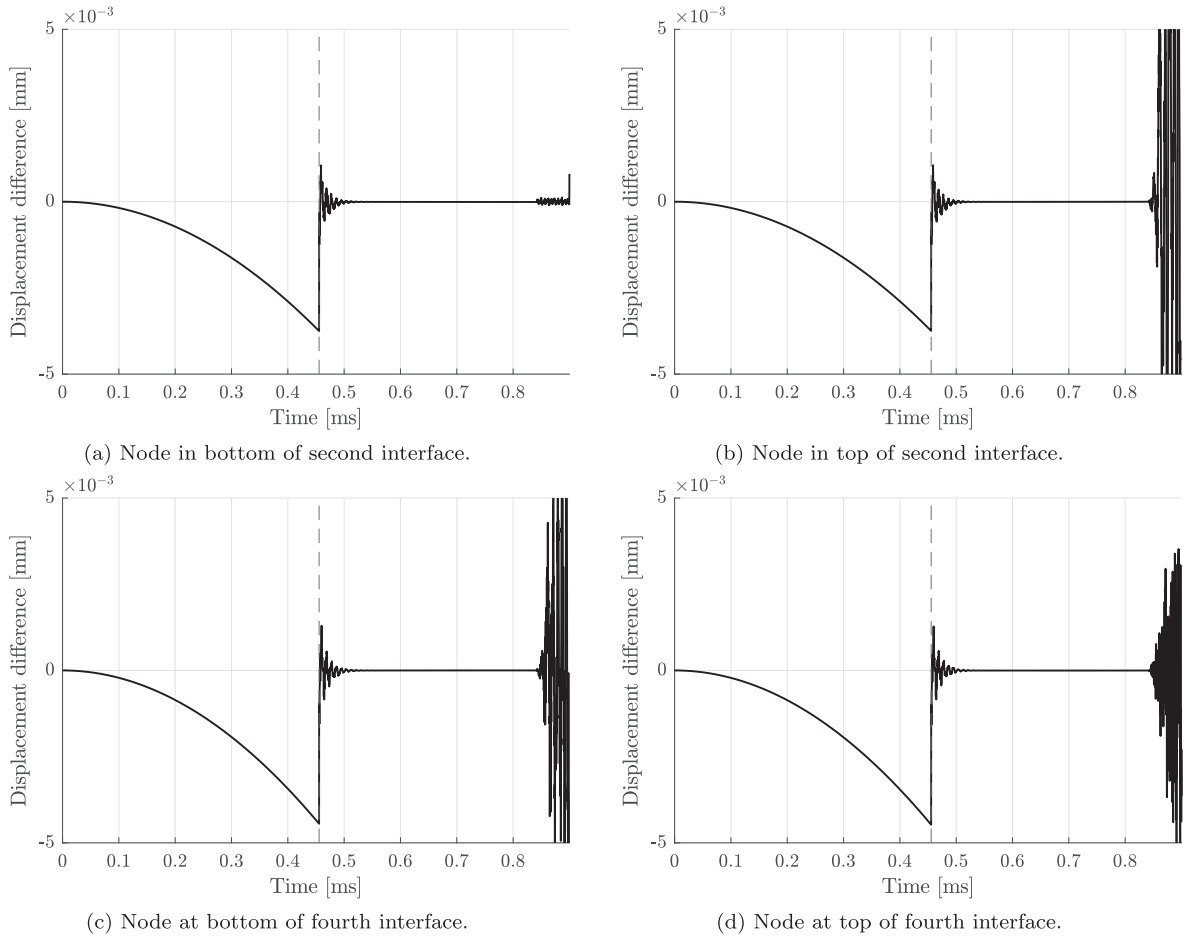 ×10⁻³
5
0
-5
Displacement difference [mm]
0 0.1 0.2 0.3 0.4 0.5 0.6 0.7 0.8
Time [ms]
(a) Node in bottom of second interface.
×10⁻³
5
0
-5
Displacement difference [mm]
0 0.1 0.2 0.3 0.4 0.5 0.6 0.7 0.8
Time [ms]
(b) Node in top of second interface.
×10⁻³
5
0
-5
Displacement difference [mm]
0 0.1 0.2 0.3 0.4 0.5 0.6 0.7 0.8
Time [ms]
(c) Node at bottom of fourth interface.
×10⁻³
5
0
-5
Displacement difference [mm]
0 0.1 0.2 0.3 0.4 0.5 0.6 0.7 0.8
Time [ms]
(d) Node at top of fourth interface.